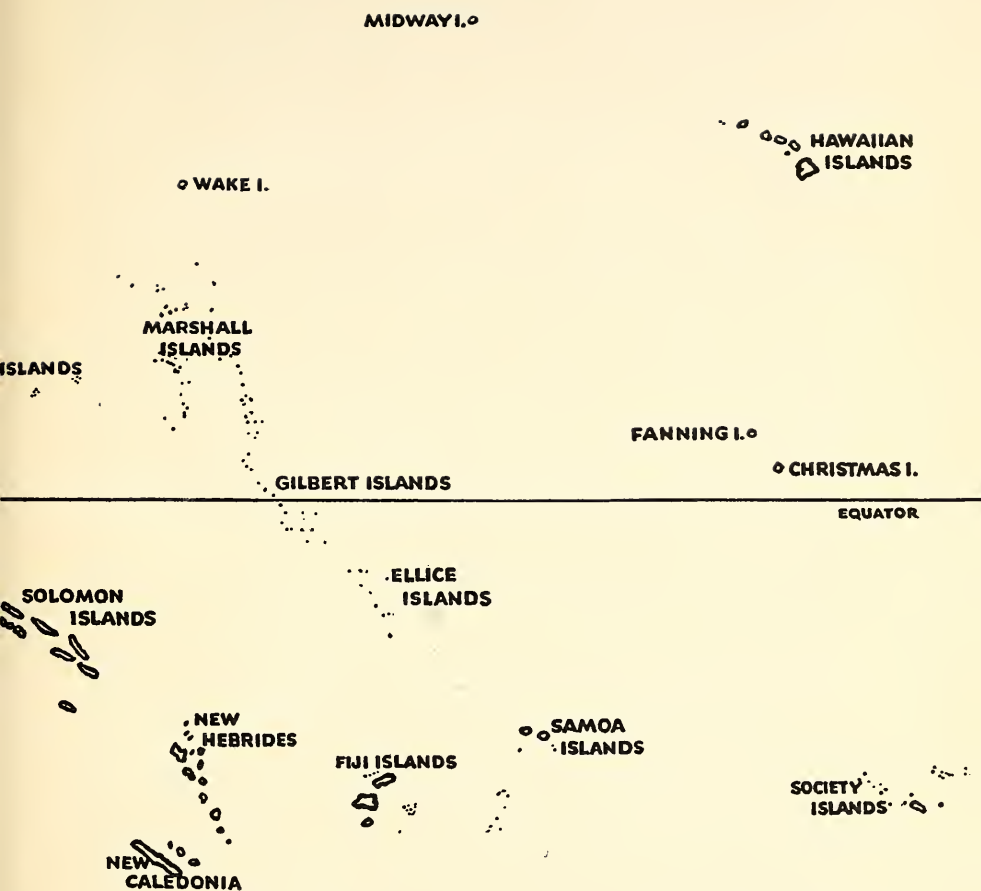 MIDWAY I.
HAWAIIAN
ISLANDS
WAKE I.
MARSHALL
ISLANDS
ISLANDS
FANNING I.
CHRISTMAS I.
GILBERT ISLANDS
EQUATOR
ELLICE
ISLANDS
SOLOMON
ISLANDS
NEW
HEBRIDES
SAMOA
ISLANDS
FIJI ISLANDS
SOCIETY
ISLANDS
NEW
CALEDONIA